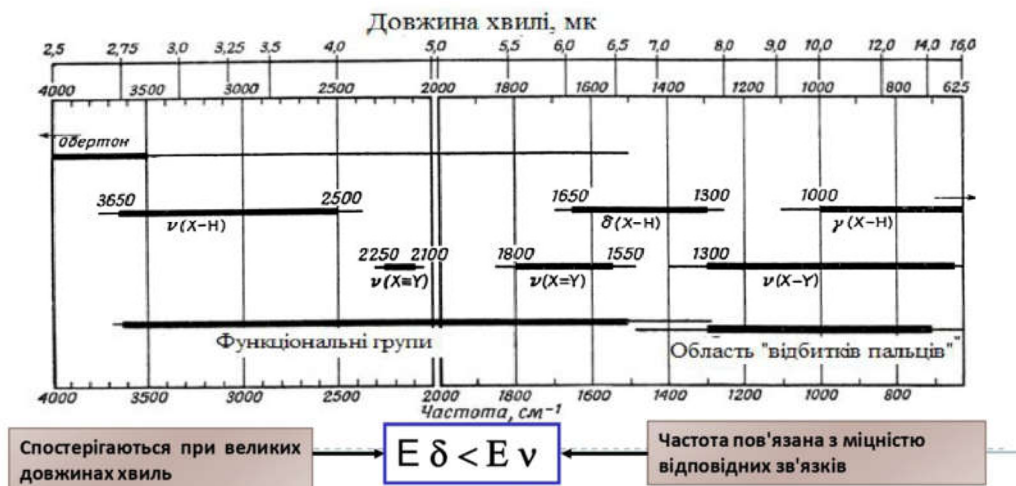 Довжина хвилі, мк
2,5 2,75 3,0 3,25 3,5 4,0 5,0 5,5 6,0 6,5 7,0 8,0 9,0 10,0 12,0 14,0 16,0
4000 3500 3000 2500 2000 1800 1600 1400 1200 1000 800 625
обертон
3650 2500 1650 1300 1000
ν(X–H) δ(X–H) γ(X–H)
2250 2100 1800 1550 1300
ν(X≡Y) ν(X=Y) ν(X–Y)
Функціональні групи Область "відбитків пальців"
4000 3500 3000 2500 2000 1800 1600 1400 1200 1000 800
Частота, см⁻¹
Спостерігаються при великих
довжинах хвиль
E δ < E ν
Частота пов'язана з міцністю
відповідних зв'язків